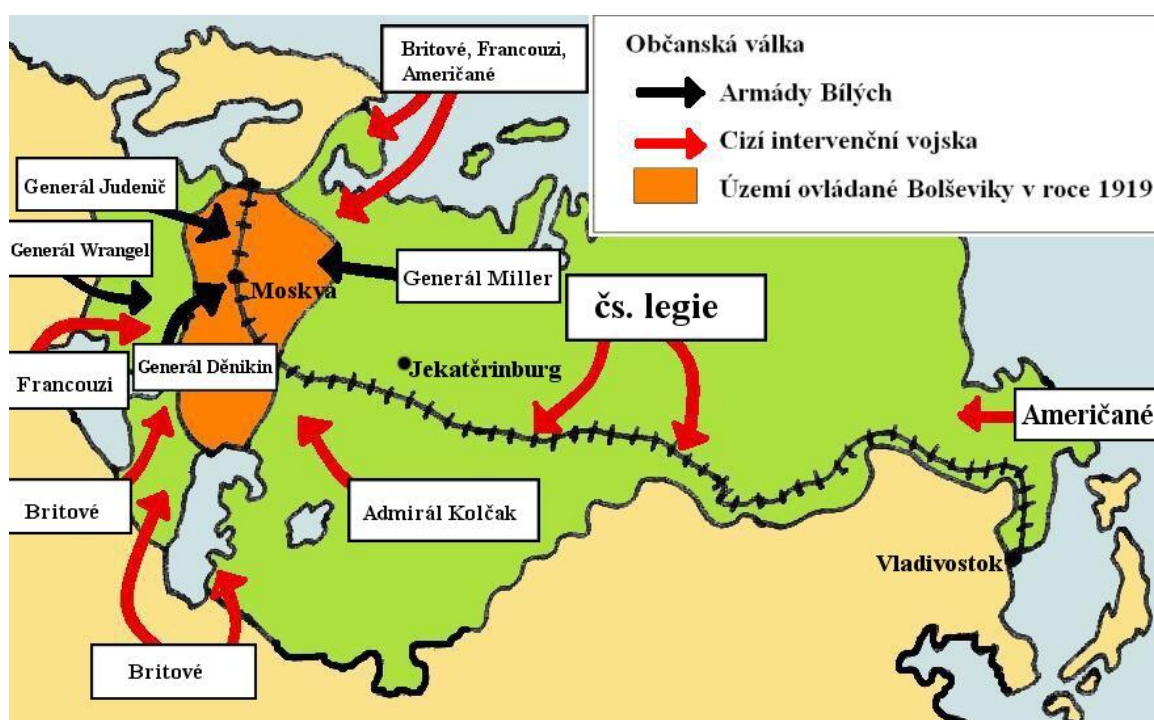 Britové, Francouzi,
Američané
Občanská válka
Armády Bílých
Cizí intervenční vojska
Území ovládané Bolševiky v roce 1919
Generál Judenič
Generál Wrangel
Generál Miller
Moskva
čs. legie
Generál Děnikin
Francouzi
Jekatěrinburg
Američané
Britové
Admirál Kolčak
Vladivostok
Britové